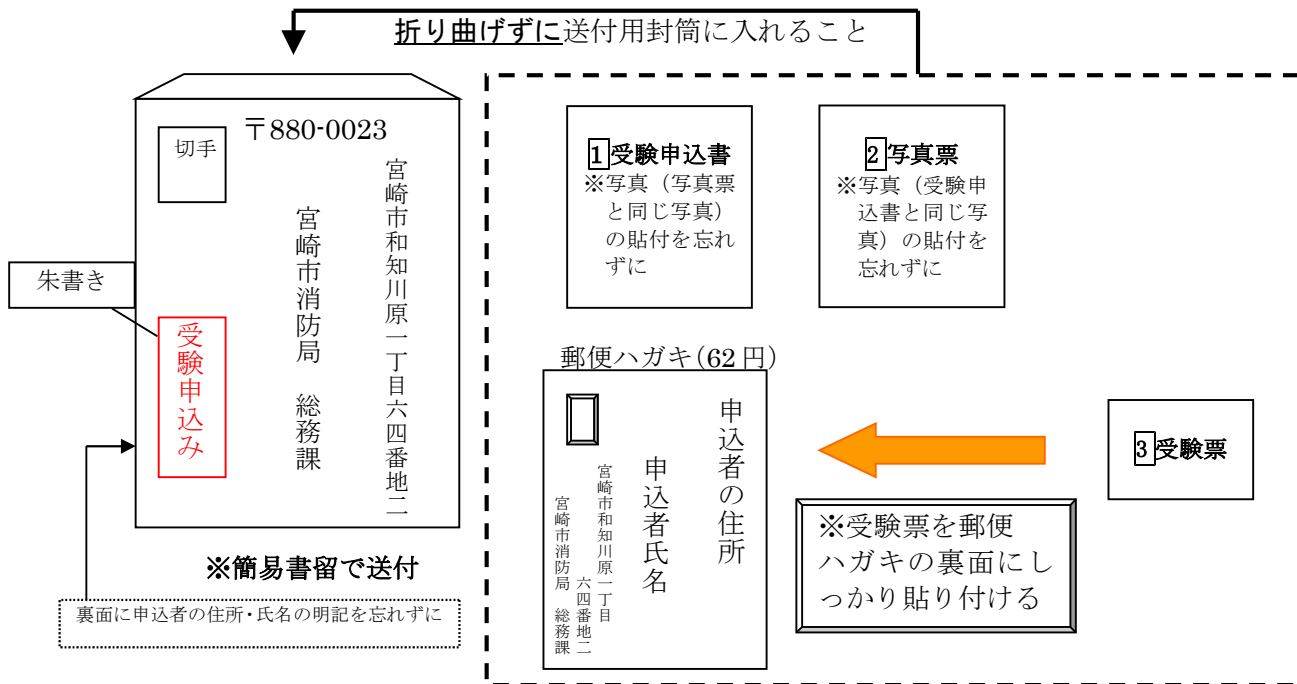 折り曲げずに送付用封筒に入れること
〒880-0023
切手
宮崎市和知川原一丁目六四番地二
宮崎市消防局　総務課
朱書き
受験申込み
※簡易書留で送付
裏面に申込者の住所・氏名の明記を忘れずに
1受験申込書
※写真（写真票
と同じ写真）
の貼付を忘れ
ずに
2写真票
※写真（受験申
込書と同じ写
真）の貼付を
忘れずに
郵便ハガキ(62円)
申込者の住所
申込者氏名
宮崎市和知川原一丁目
六四番地二
宮崎市消防局　総務課
3受験票
※受験票を郵便
ハガキの裏面にし
っかり貼り付ける